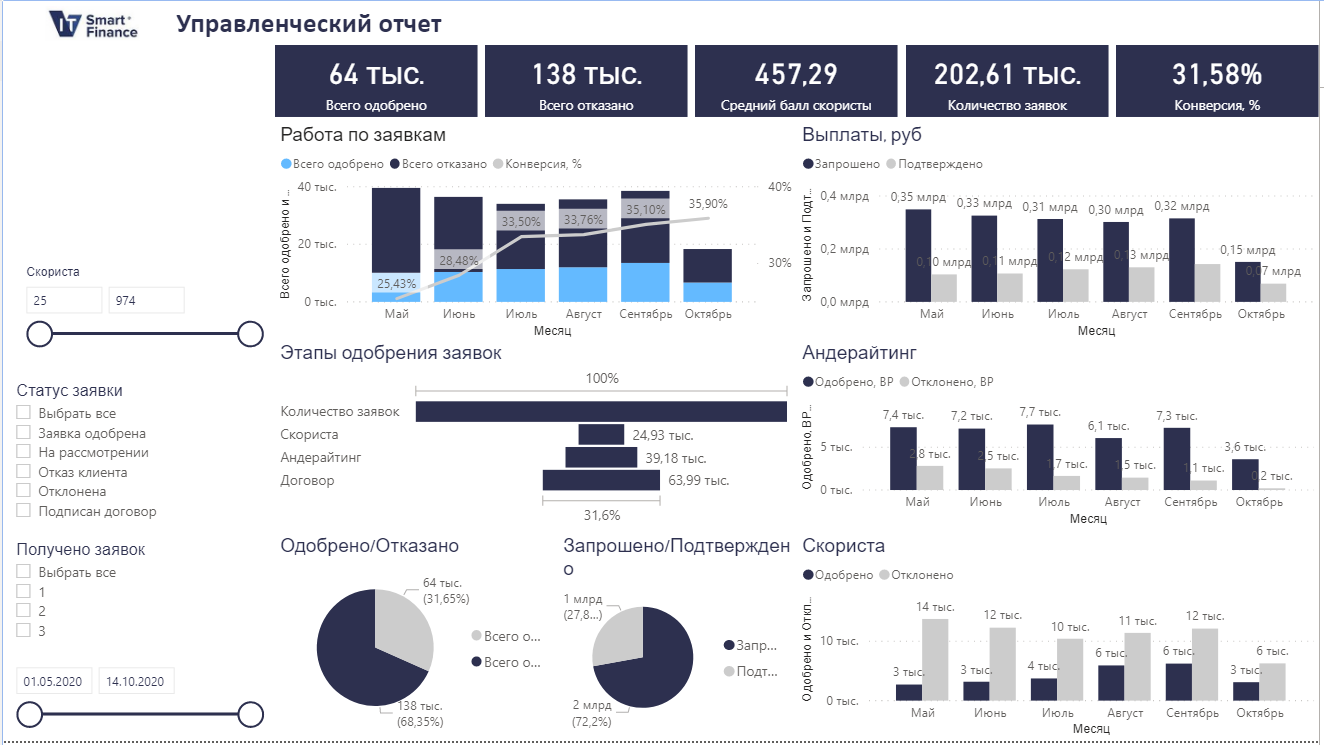 IT Smart Finance
Управленческий отчет
64 тыс.
Всего одобрено
138 тыс.
Всего отказано
457,29
Средний балл скористы
202,61 тыс.
Количество заявок
31,58%
Конверсия, %
Скориста
25 974
Статус заявки
Выбрать все
Заявка одобрена
На рассмотрении
Отказ клиента
Отклонена
Подписан договор
Получено заявок
Выбрать все
1
2
3
01.05.2020 14.10.2020
Работа по заявкам
Всего одобрено Всего отказано Конверсия, %
Всего одобрено и ...
40 тыс.
20 тыс.
0 тыс.
40%
30%
25,43%
28,48%
33,50%
33,76%
35,10%
35,90%
Май Июнь Июль Август Сентябрь Октябрь
Месяц
Выплаты, руб
Запрошено Подтверждено
Запрошено и Подт...
0,4 млрд
0,2 млрд
0,0 млрд
0,35 млрд 0,33 млрд 0,31 млрд 0,30 млрд 0,32 млрд 0,15 млрд
0,10 млрд 0,11 млрд 0,12 млрд 0,13 млрд 0,07 млрд
Май Июнь Июль Август Сентябрь Октябрь
Месяц
Этапы одобрения заявок
100%
Количество заявок
Скориста 24,93 тыс.
Андерайтинг 39,18 тыс.
Договор 63,99 тыс.
31,6%
Андерайтинг
Одобрено, ВР Отклонено, ВР
Одобрено, ВР...
5 тыс.
0 тыс.
7,4 тыс. 7,2 тыс. 7,7 тыс. 6,1 тыс. 7,3 тыс. 3,6 тыс.
2,8 тыс. 2,5 тыс. 1,7 тыс. 1,5 тыс. 1,1 тыс. 0,2 тыс.
Май Июнь Июль Август Сентябрь Октябрь
Месяц
Одобрено/Отказано
64 тыс.
(31,65%)
138 тыс.
(68,35%)
Всего о...
Всего о...
Запрошено/Подтвержден
о
1 млрд
(27,8...)
2 млрд
(72,2%)
Запр...
Подт...
Скориста
Одобрено Отклонено
Одобрено и Откл...
10 тыс.
0 тыс.
14 тыс. 12 тыс. 10 тыс. 11 тыс. 12 тыс. 6 тыс.
3 тыс. 3 тыс. 4 тыс. 6 тыс. 6 тыс. 3 тыс.
Май Июнь Июль Август Сентябрь Октябрь
Месяц